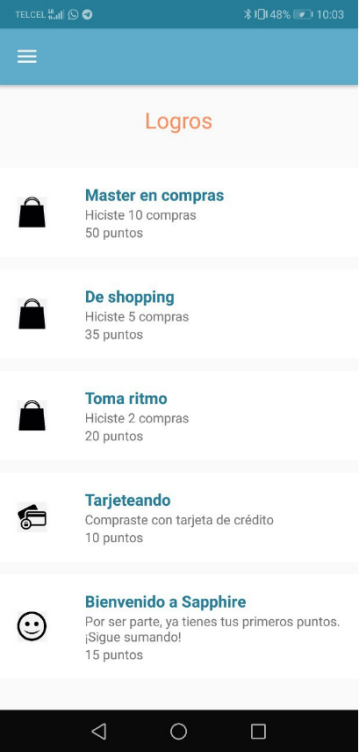 TELCEL 48% 10:03
Logros
Master en compras
Hiciste 10 compras
50 puntos
De shopping
Hiciste 5 compras
35 puntos
Toma ritmo
Hiciste 2 compras
20 puntos
Tarjeteando
Compraste con tarjeta de crédito
10 puntos
Bienvenido a Sapphire
Por ser parte, ya tienes tus primeros puntos.
¡Sigue sumando!
15 puntos